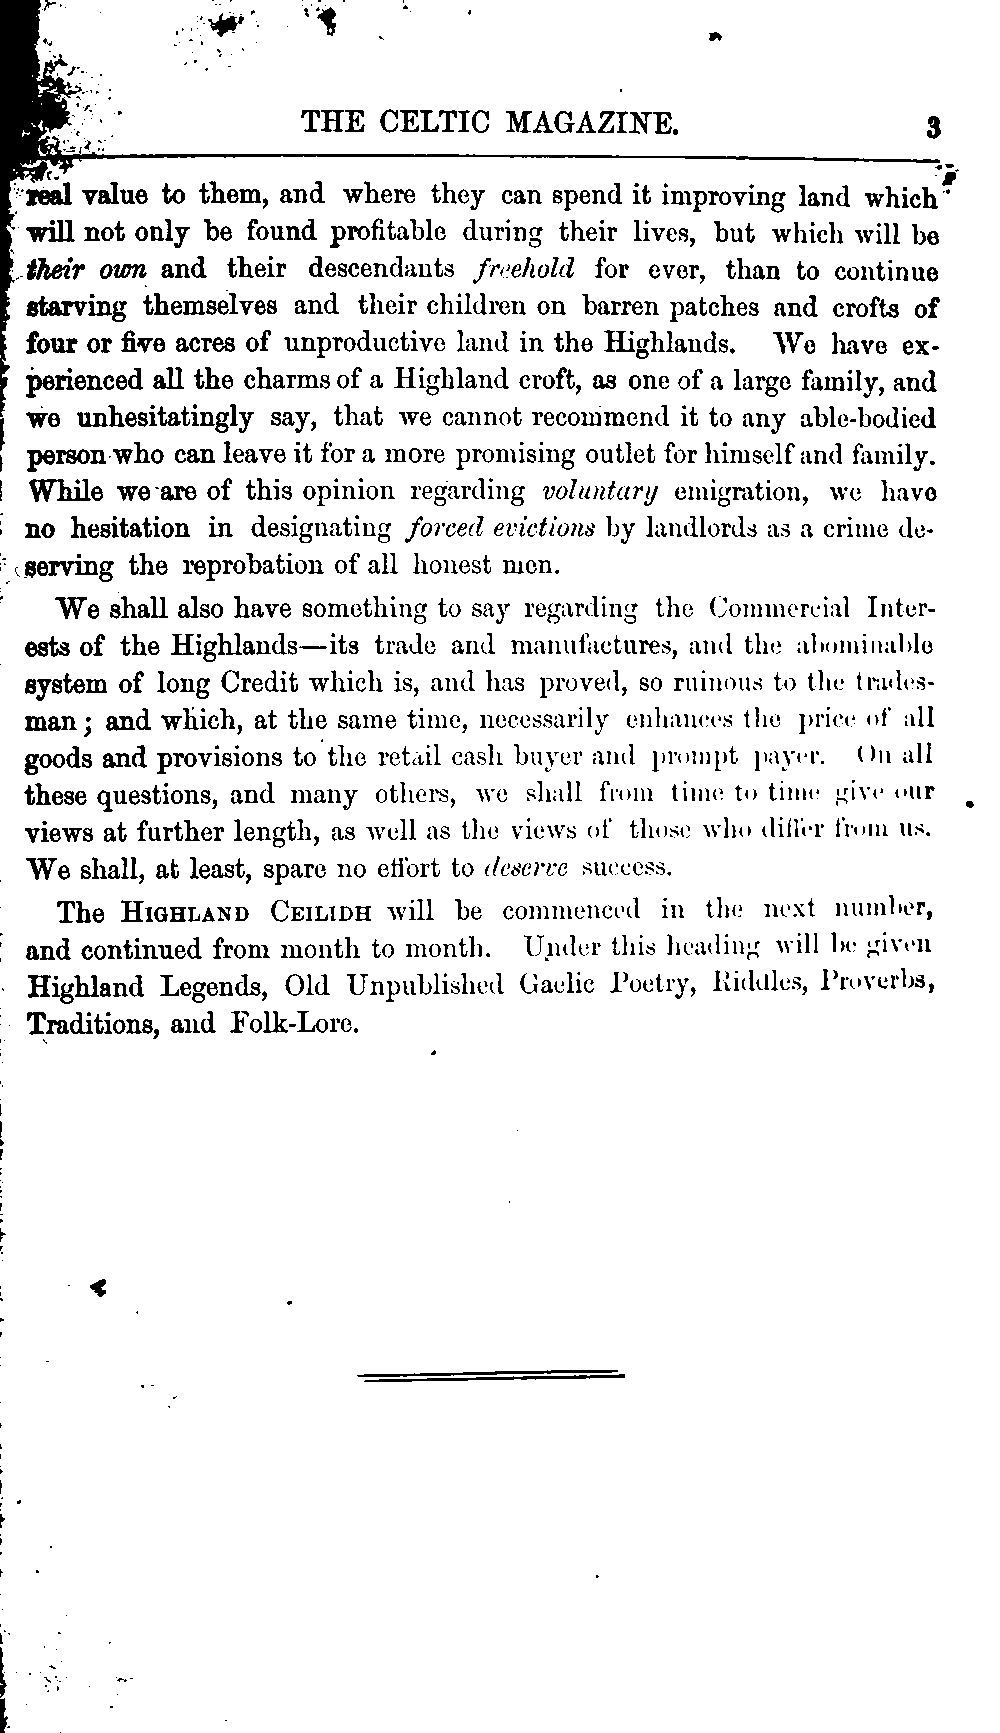 THE CELTIC MAGAZINE. 3
real value to them, and where they can spend it improving land which
will not only be found profitable during their lives, but which will be
their own and their descendants freehold for ever, than to continue
starving themselves and their children on barren patches and crofts of
four or five acres of unproductive land in the Highlands. We have ex-
perienced all the charms of a Highland croft, as one of a large family, and
we unhesitatingly say, that we cannot recommend it to any able-bodied
person who can leave it for a more promising outlet for himself and family.
While we are of this opinion regarding voluntary emigration, we have
no hesitation in designating forced evictions by landlords as a crime de-
serving the reprobation of all honest men.
We shall also have something to say regarding the Commercial Inter-
ests of the Highlands—its trade and manufactures, and the abominable
system of long Credit which is, and has proved, so ruinous to the trades-
man; and which, at the same time, necessarily enhances the price of all
goods and provisions to the retail cash buyer and prompt payer. On all
these questions, and many others, we shall from time to time give our
views at further length, as well as the views of those who differ from us.
We shall, at least, spare no effort to deserve success.
The HIGHLAND CEILIDH will be commenced in the next number,
and continued from month to month. Under this heading will be given
Highland Legends, Old Unpublished Gaelic Poetry, Riddles, Proverbs,
Traditions, and Folk-Lore.